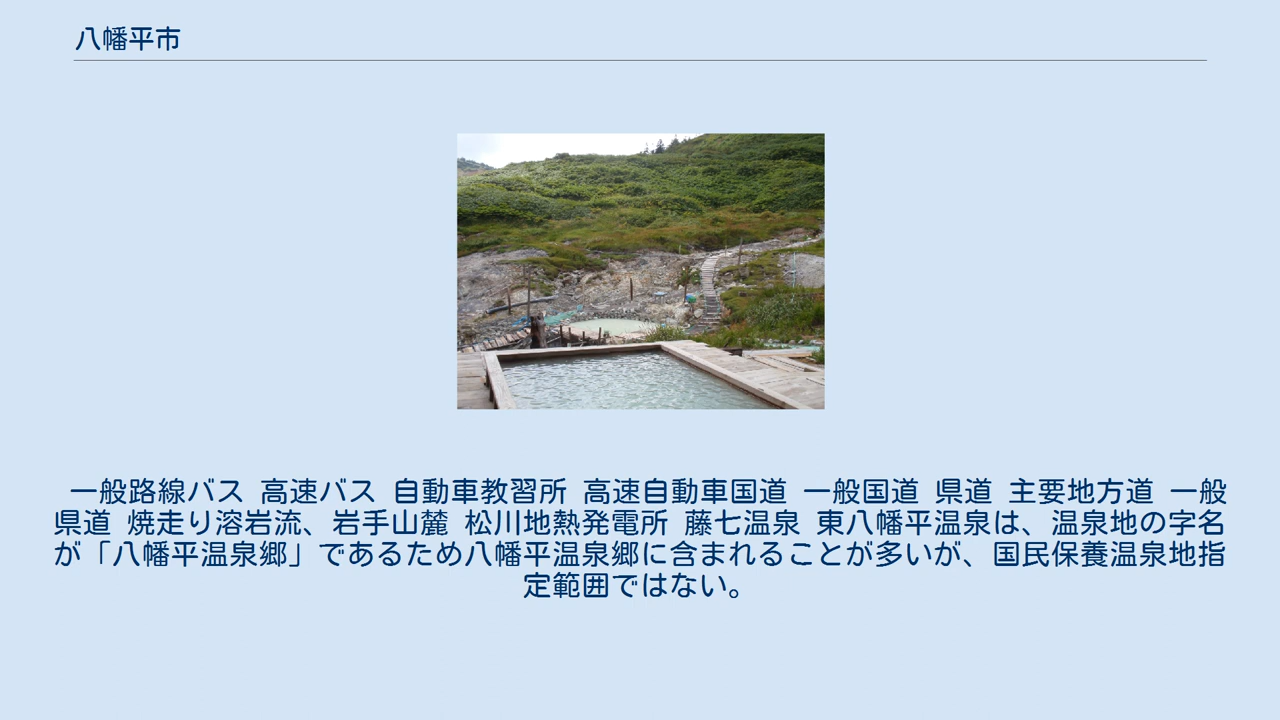 八幡平市
一般路線バス 高速バス 自動車教習所 高速自動車国道 一般国道 県道 主要地方道 一般
県道 焼走り溶岩流、岩手山麓 松川地熱発電所 藤七温泉 東八幡平温泉は、温泉地の字名
が「八幡平温泉郷」であるため八幡平温泉郷に含まれることが多いが、国民保養温泉地指
定範囲ではない。